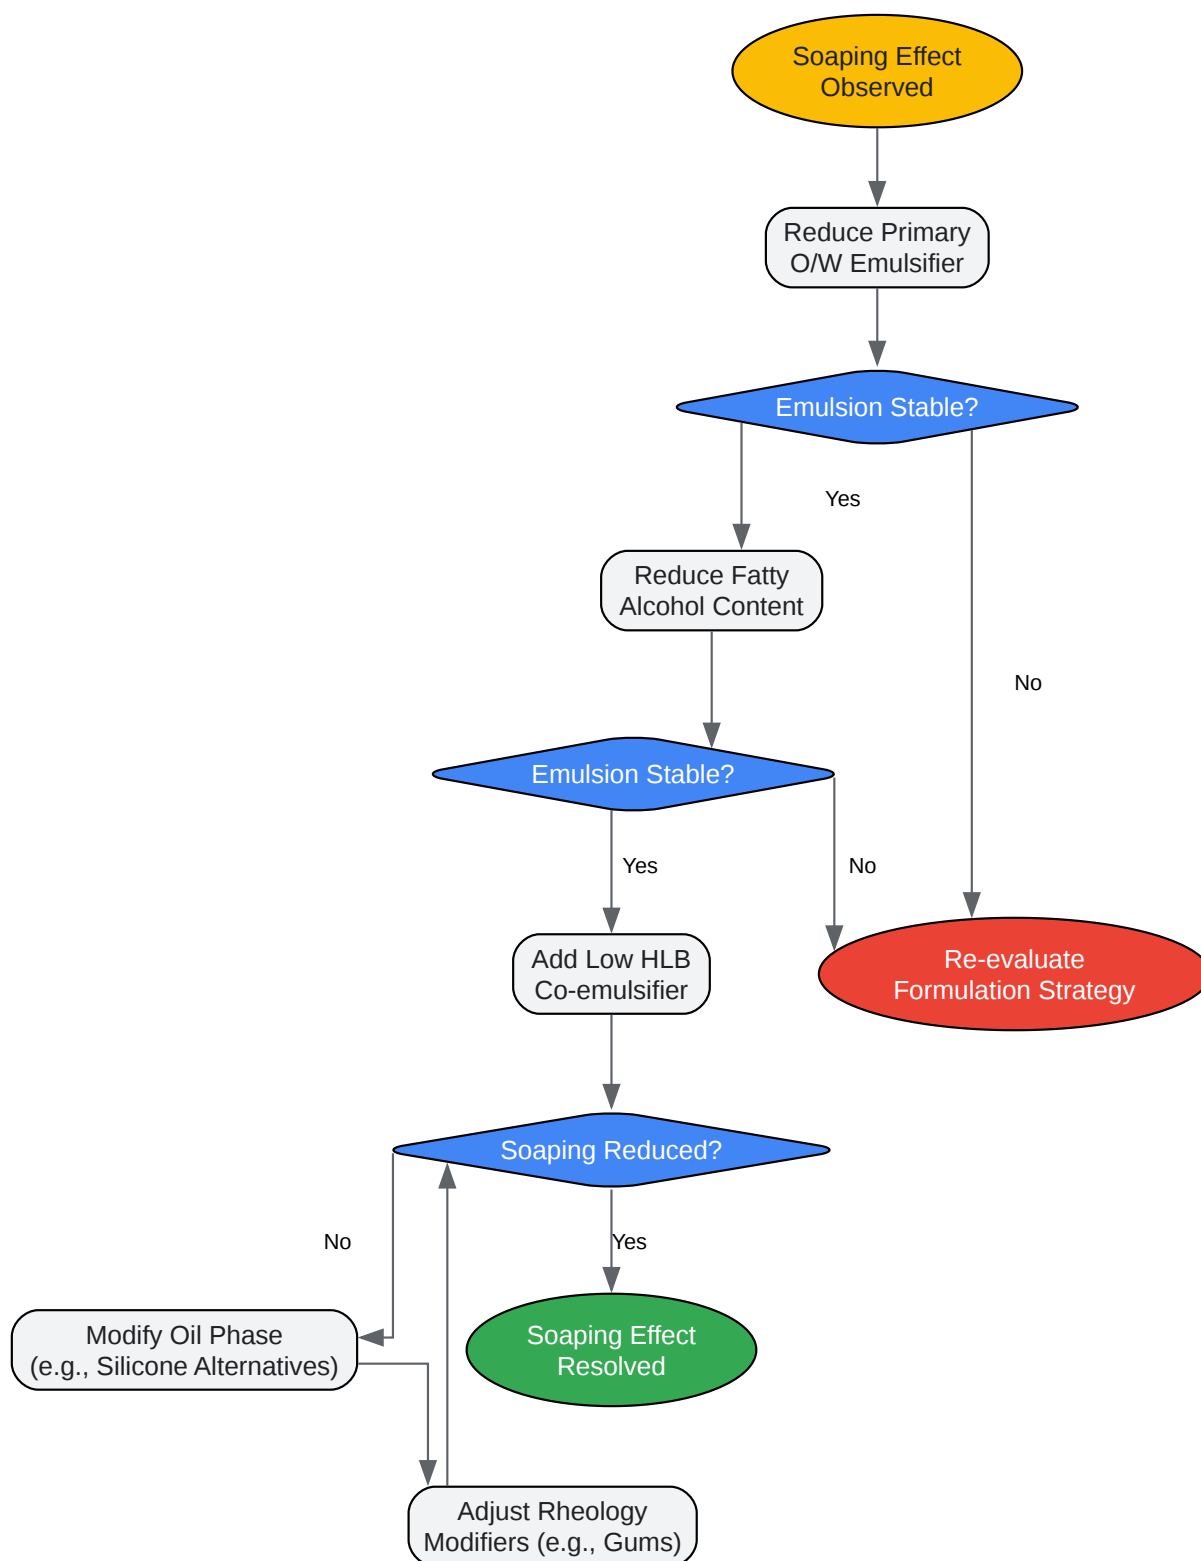 Soaping Effect
Observed
Reduce Primary
O/W Emulsifier
Emulsion Stable?
Yes
Reduce Fatty
Alcohol Content
No
Emulsion Stable?
Yes
No
Add Low HLB
Co-emulsifier
Re-evaluate
Formulation Strategy
Soaping Reduced?
No
Yes
Modify Oil Phase
(e.g., Silicone Alternatives)
Soaping Effect
Resolved
Adjust Rheology
Modifiers (e.g., Gums)